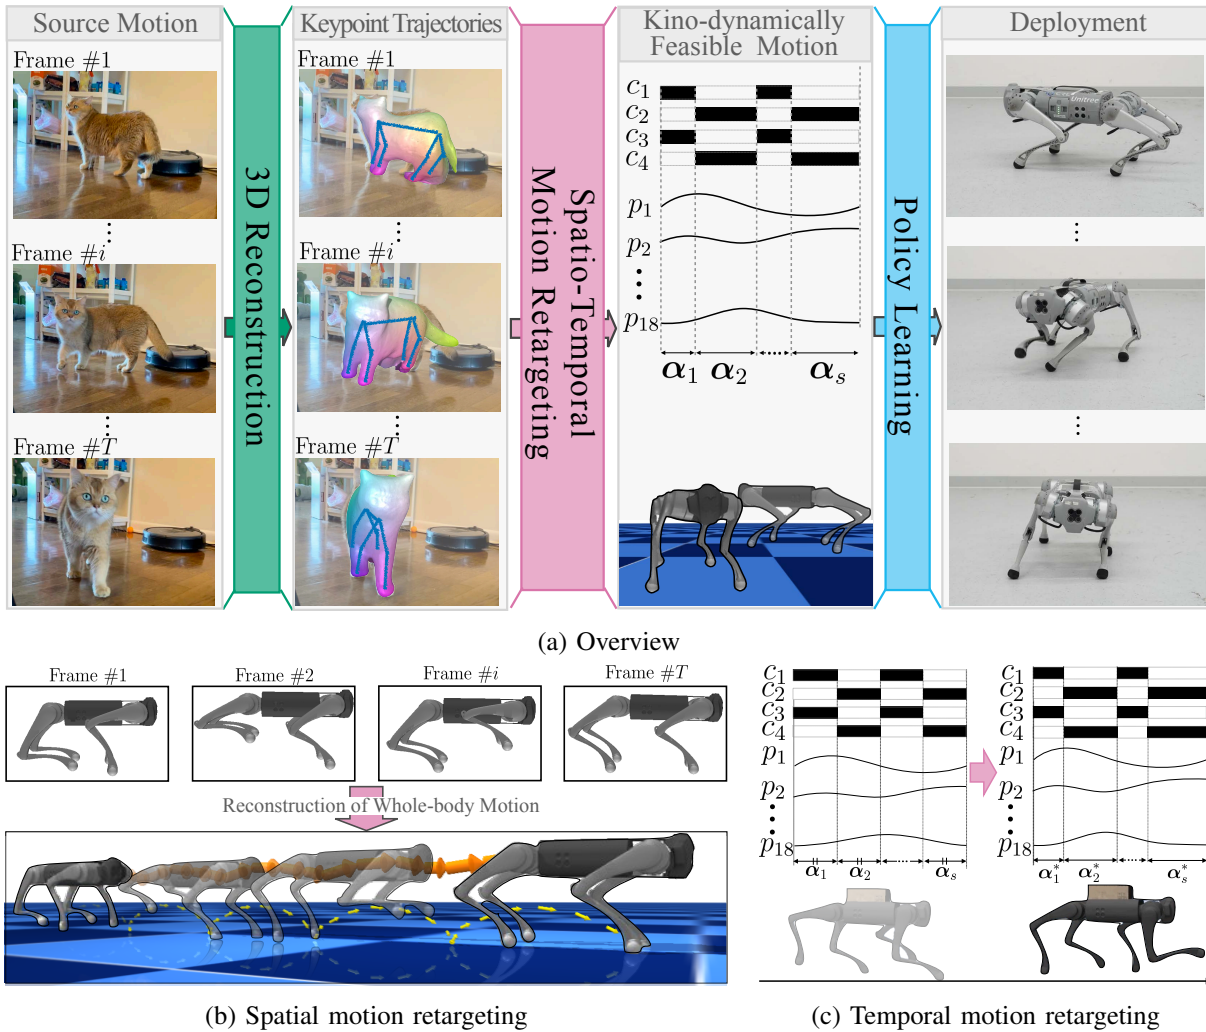 Source Motion
Frame #1
Frame #i
Frame #T
3D Reconstruction
Keypoint Trajectories
Frame #1
Frame #i
Frame #T
Spatio-Temporal
Motion Retargeting
Kino-dynamically
Feasible Motion
c1
c2
c3
c4
p1
p2
p18
α1 α2 αs
Policy Learning
Deployment
Unitree
(a) Overview
Frame #1 Frame #2 Frame #i Frame #T
Reconstruction of Whole-body Motion
(b) Spatial motion retargeting
c1
c2
c3
c4
p1
p2
p18
α1 α2 αs
c1
c2
c3
c4
p1
p2
p18
α1* α2* αs*
(c) Temporal motion retargeting